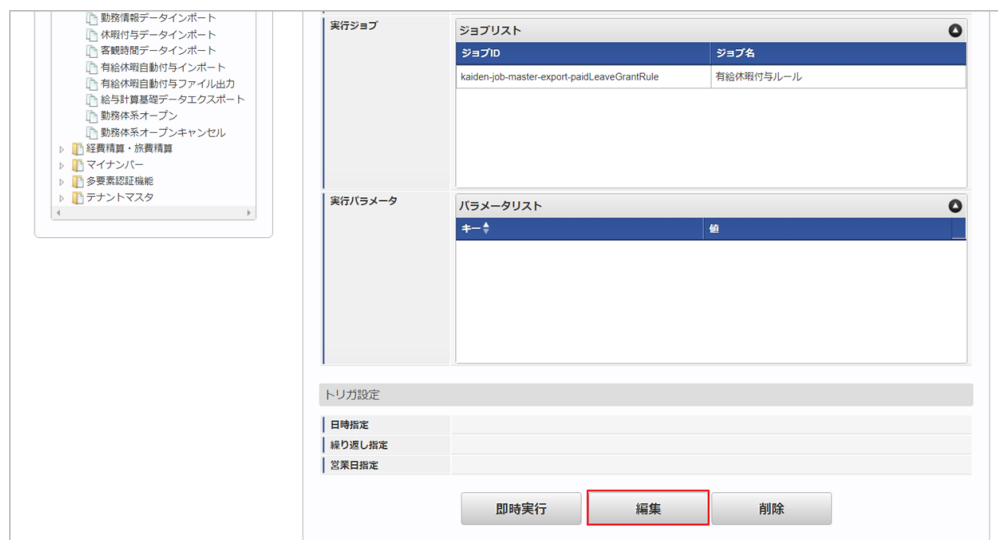 勤務情報データインポート
休暇付与データインポート
客観時間データインポート
有給休暇自動付与インポート
有給休暇自動付与ファイル出力
給与計算基礎データエクスポート
勤務体系オープン
勤務体系オープンキャンセル
経費精算・旅費精算
マイナンバー
多要素認証機能
テナントマスタ
実行ジョブ
ジョブリスト
ジョブID
ジョブ名
kaiden-job-master-export-paidLeaveGrantRule
有給休暇付与ルール
実行パラメータ
パラメータリスト
キー
値
トリガ設定
日時指定
繰り返し指定
営業日指定
即時実行
編集
削除